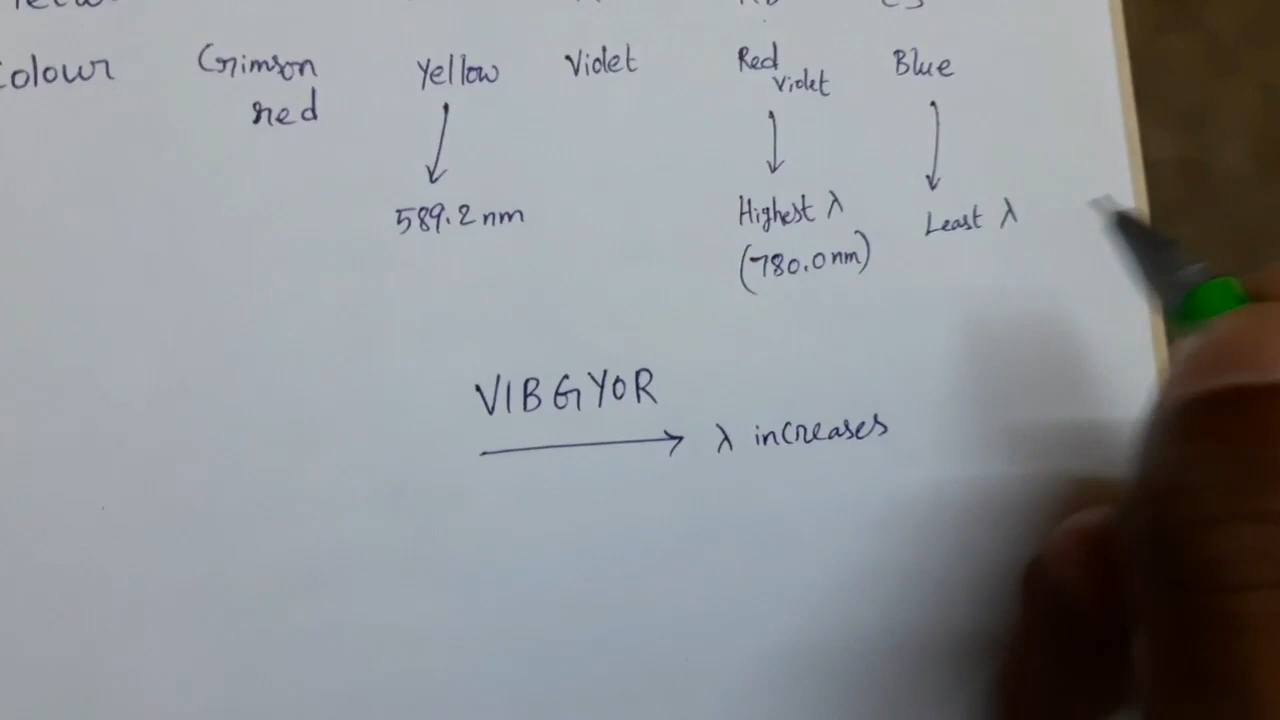 Colour Crimson red Yellow Violet Red Violet Blue
589.2 nm
Highest λ
(780.0 nm)
Least λ
VIBGYOR
λ increases